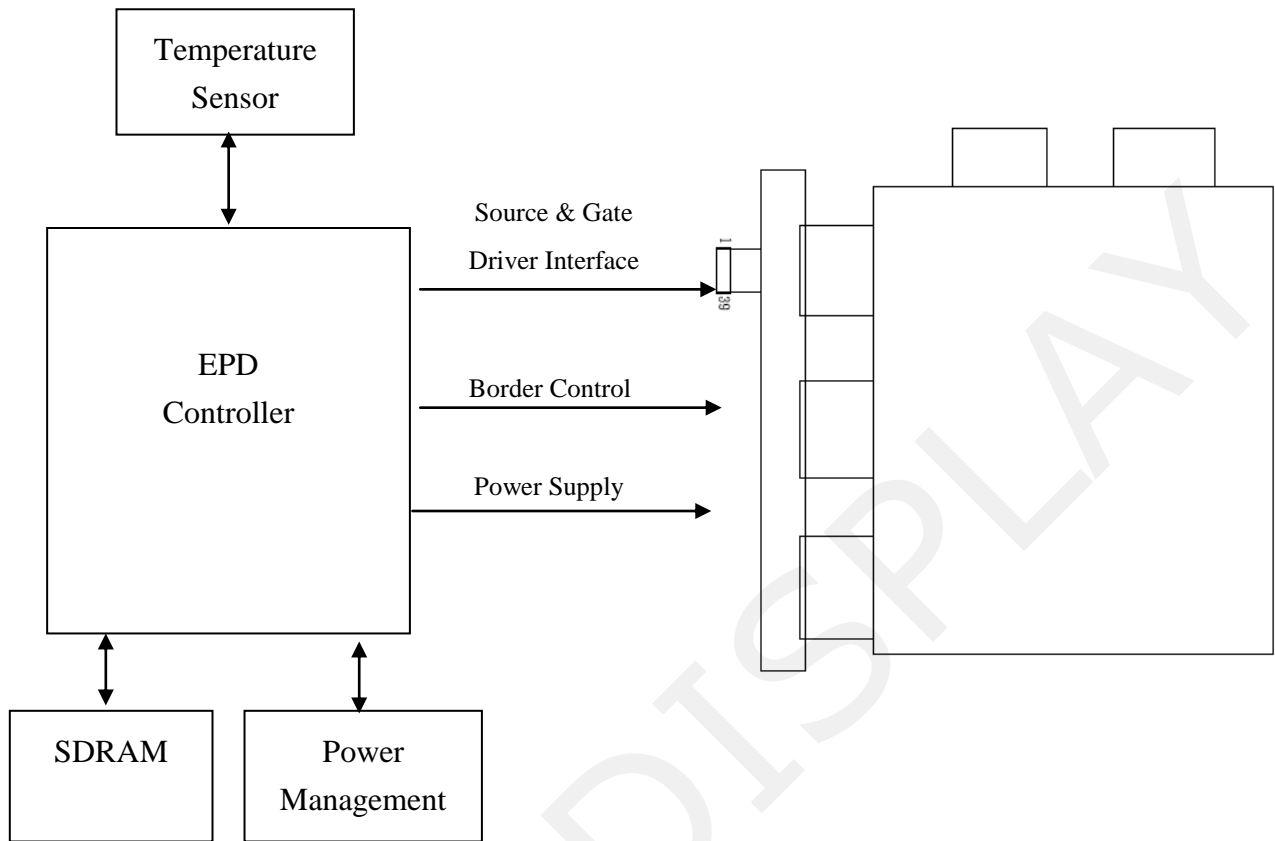 Temperature
Sensor
Source & Gate
Driver Interface
1
39
EPD
Controller
Border Control
Power Supply
SDRAM
Power
Management
DISPLAY